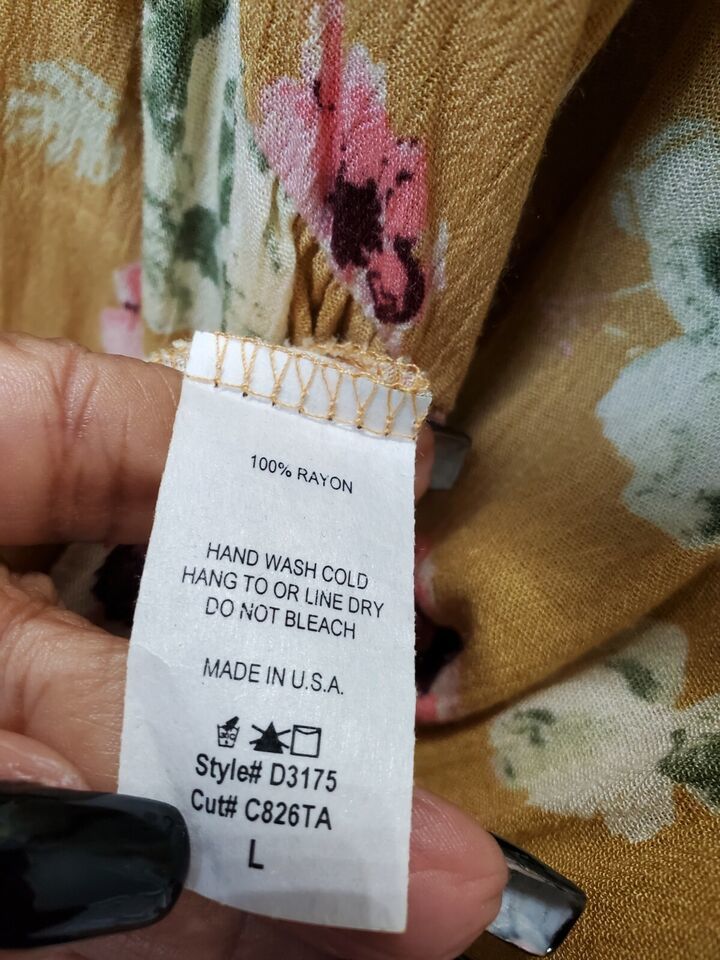 100% RAYON
HAND WASH COLD
HANG TO OR LINE DRY
DO NOT BLEACH
MADE IN U.S.A.
Style# D3175
Cut# C826TA
L